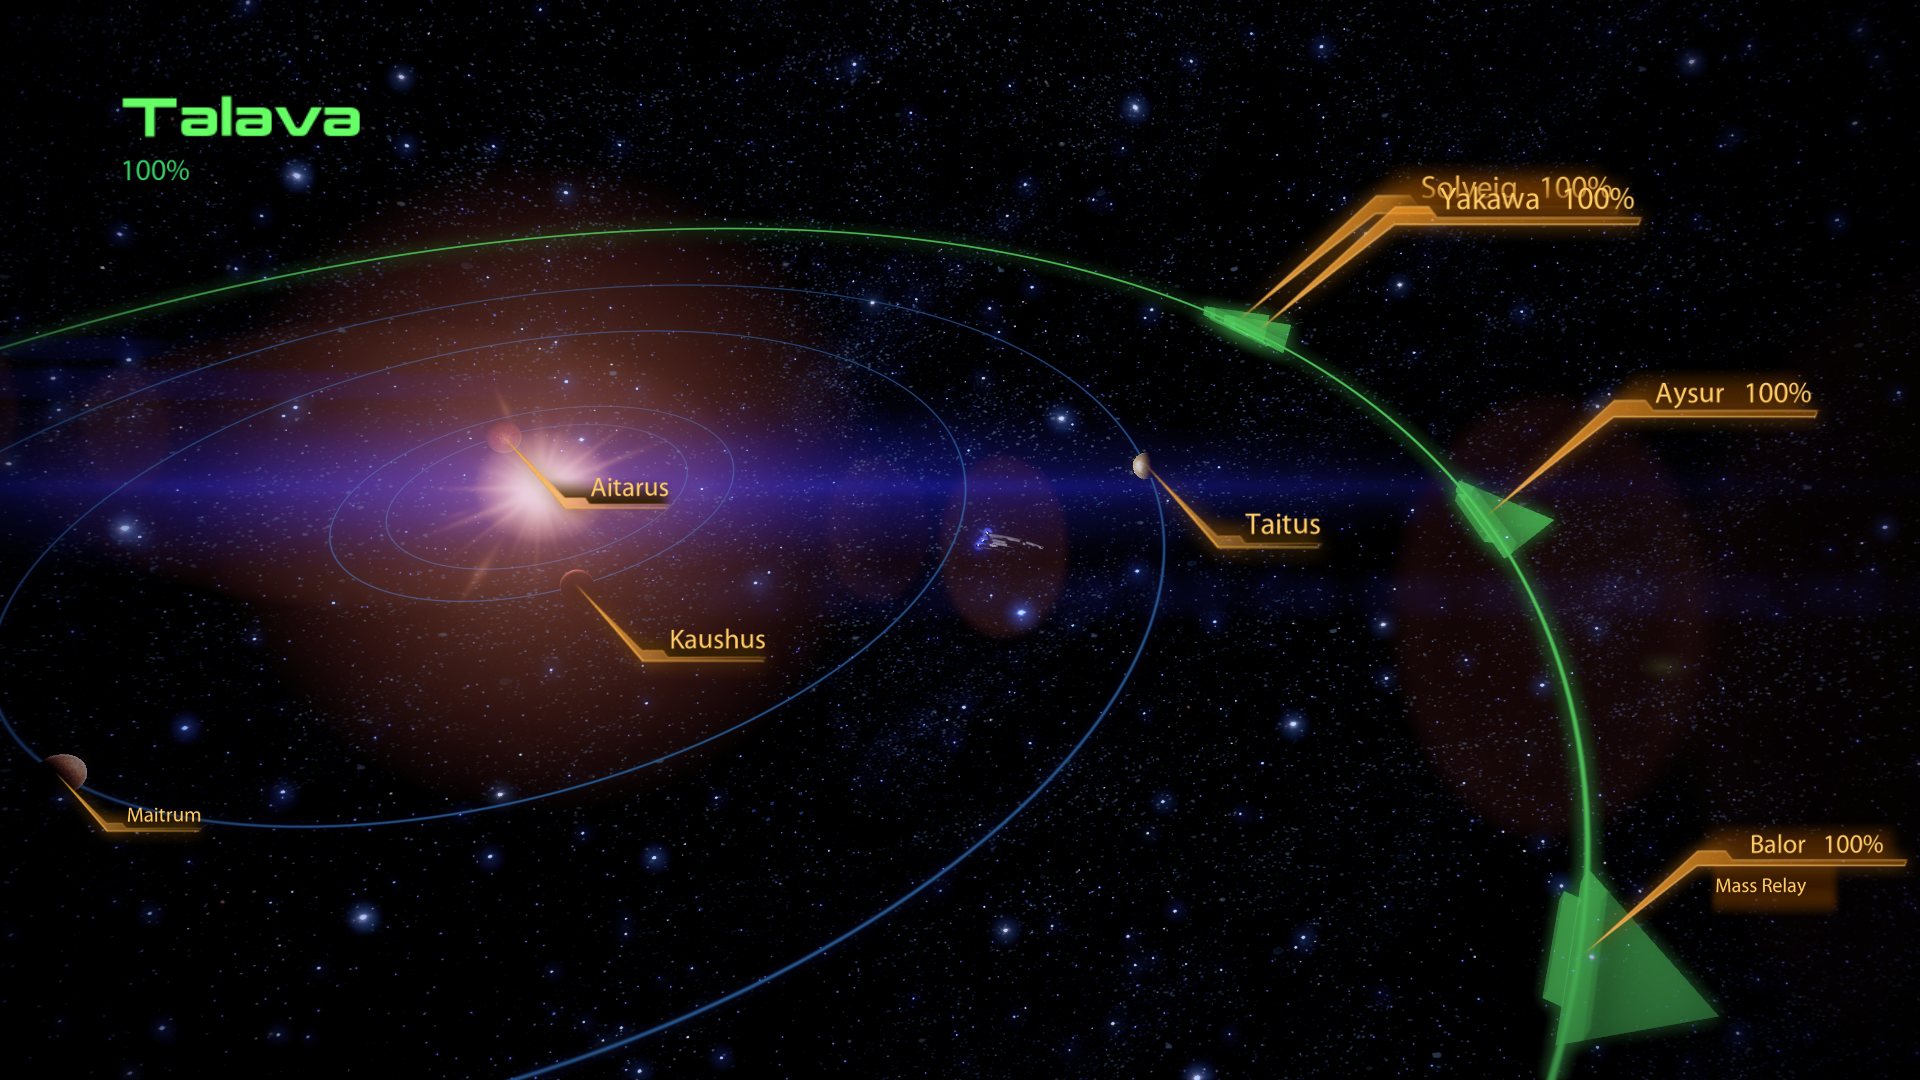 Talava
100%
Solveig 100%
Yakawa 100%
Aysur 100%
Aitarus
Taitus
Kaushus
Maitrum
Balor 100%
Mass Relay